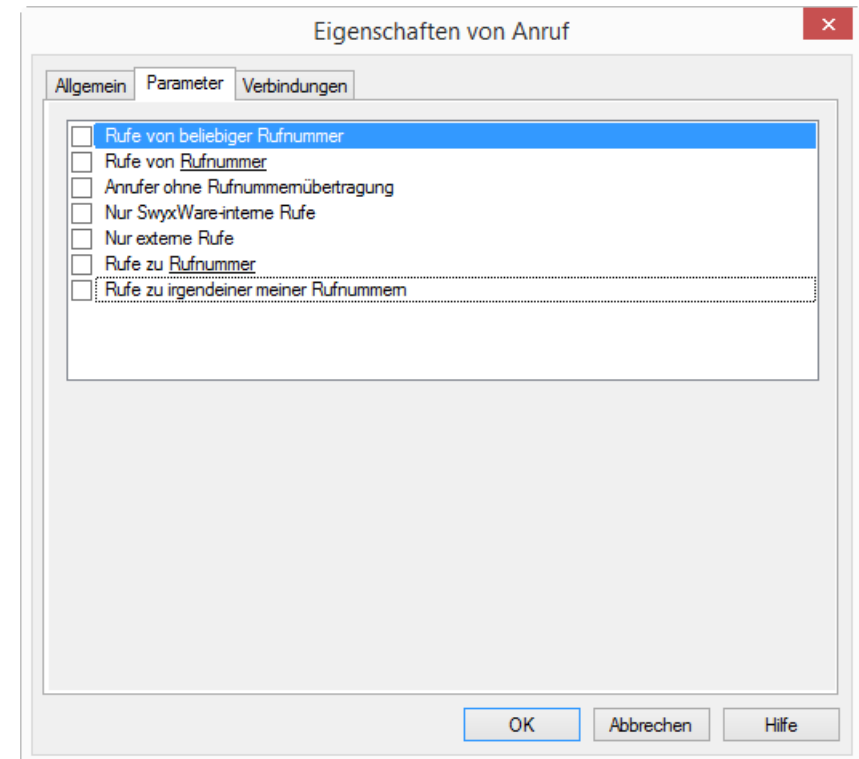 Eigenschaften von Anruf
Allgemein Parameter Verbindungen
Rufe von beliebiger Rufnummer
Rufe von Rufnummer
Anrufer ohne Rufnummernübertragung
Nur SwyxWare-interne Rufe
Nur externe Rufe
Rufe zu Rufnummer
Rufe zu irgendeiner meiner Rufnummern
OK Abbrechen Hilfe